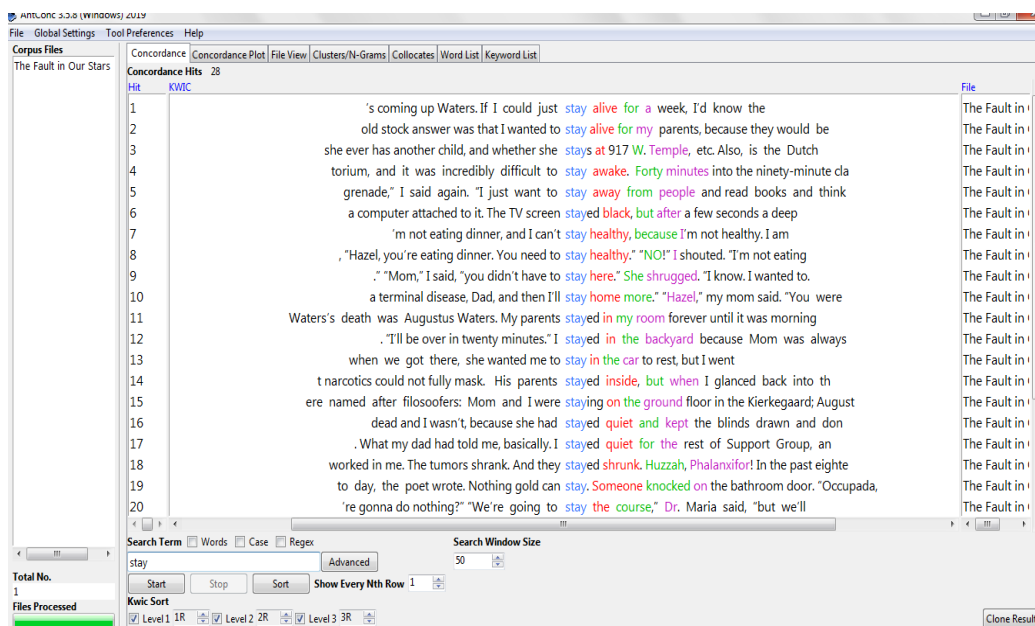 AntConc 3.5.8 (Windows) 2019
File Global Settings Tool Preferences Help
Corpus Files
The Fault in Our Stars
Concordance Concordance Plot File View Clusters/N-Grams Collocates Word List Keyword List
Concordance Hits 28
Hit KWIC File
1 's coming up Waters. If I could just stay alive for a week, I'd know the The Fault in
2 old stock answer was that I wanted to stay alive for my parents, because they would be The Fault in
3 she ever has another child, and whether she stays at 917 W. Temple, etc. Also, is the Dutch The Fault in
4 torium, and it was incredibly difficult to stay awake. Forty minutes into the ninety-minute cla The Fault in
5 grenade,” I said again. “I just want to stay away from people and read books and think The Fault in
6 a computer attached to it. The TV screen stayed black, but after a few seconds a deep The Fault in
7 'm not eating dinner, and I can't stay healthy, because I'm not healthy. I am The Fault in
8 , “Hazel, you're eating dinner. You need to stay healthy.” “NO!” I shouted. “I'm not eating The Fault in
9 .” “Mom,” I said, “you didn't have to stay here.” She shrugged. “I know. I wanted to. The Fault in
10 a terminal disease, Dad, and then I'll stay home more.” “Hazel,” my mom said. “You were The Fault in
11 Waters's death was Augustus Waters. My parents stayed in my room forever until it was morning The Fault in
12 . “I'll be over in twenty minutes.” I stayed in the backyard because Mom was always The Fault in
13 when we got there, she wanted me to stay in the car to rest, but I went The Fault in
14 t narcotics could not fully mask. His parents stayed inside, but when I glanced back into th The Fault in
15 ere named after filosoofers: Mom and I were staying on the ground floor in the Kierkegaard; August The Fault in
16 dead and I wasn't, because she had stayed quiet and kept the blinds drawn and don The Fault in
17 . What my dad had told me, basically. I stayed quiet for the rest of Support Group, an The Fault in
18 worked in me. The tumors shrank. And they stayed shrunk. Huzzah, Phalanxifor! In the past eighte The Fault in
19 to day, the poet wrote. Nothing gold can stay. Someone knocked on the bathroom door. “Occupada, The Fault in
20 're gonna do nothing?” “We're going to stay the course,” Dr. Maria said, “but we'll The Fault in
Search Term Words Case Regex Search Window Size
stay Advanced 50
Total No.
1
Start Stop Sort Show Every Nth Row 1
Files Processed
Kwic Sort
Level 1 1R Level 2 2R Level 3 3R Clone Result